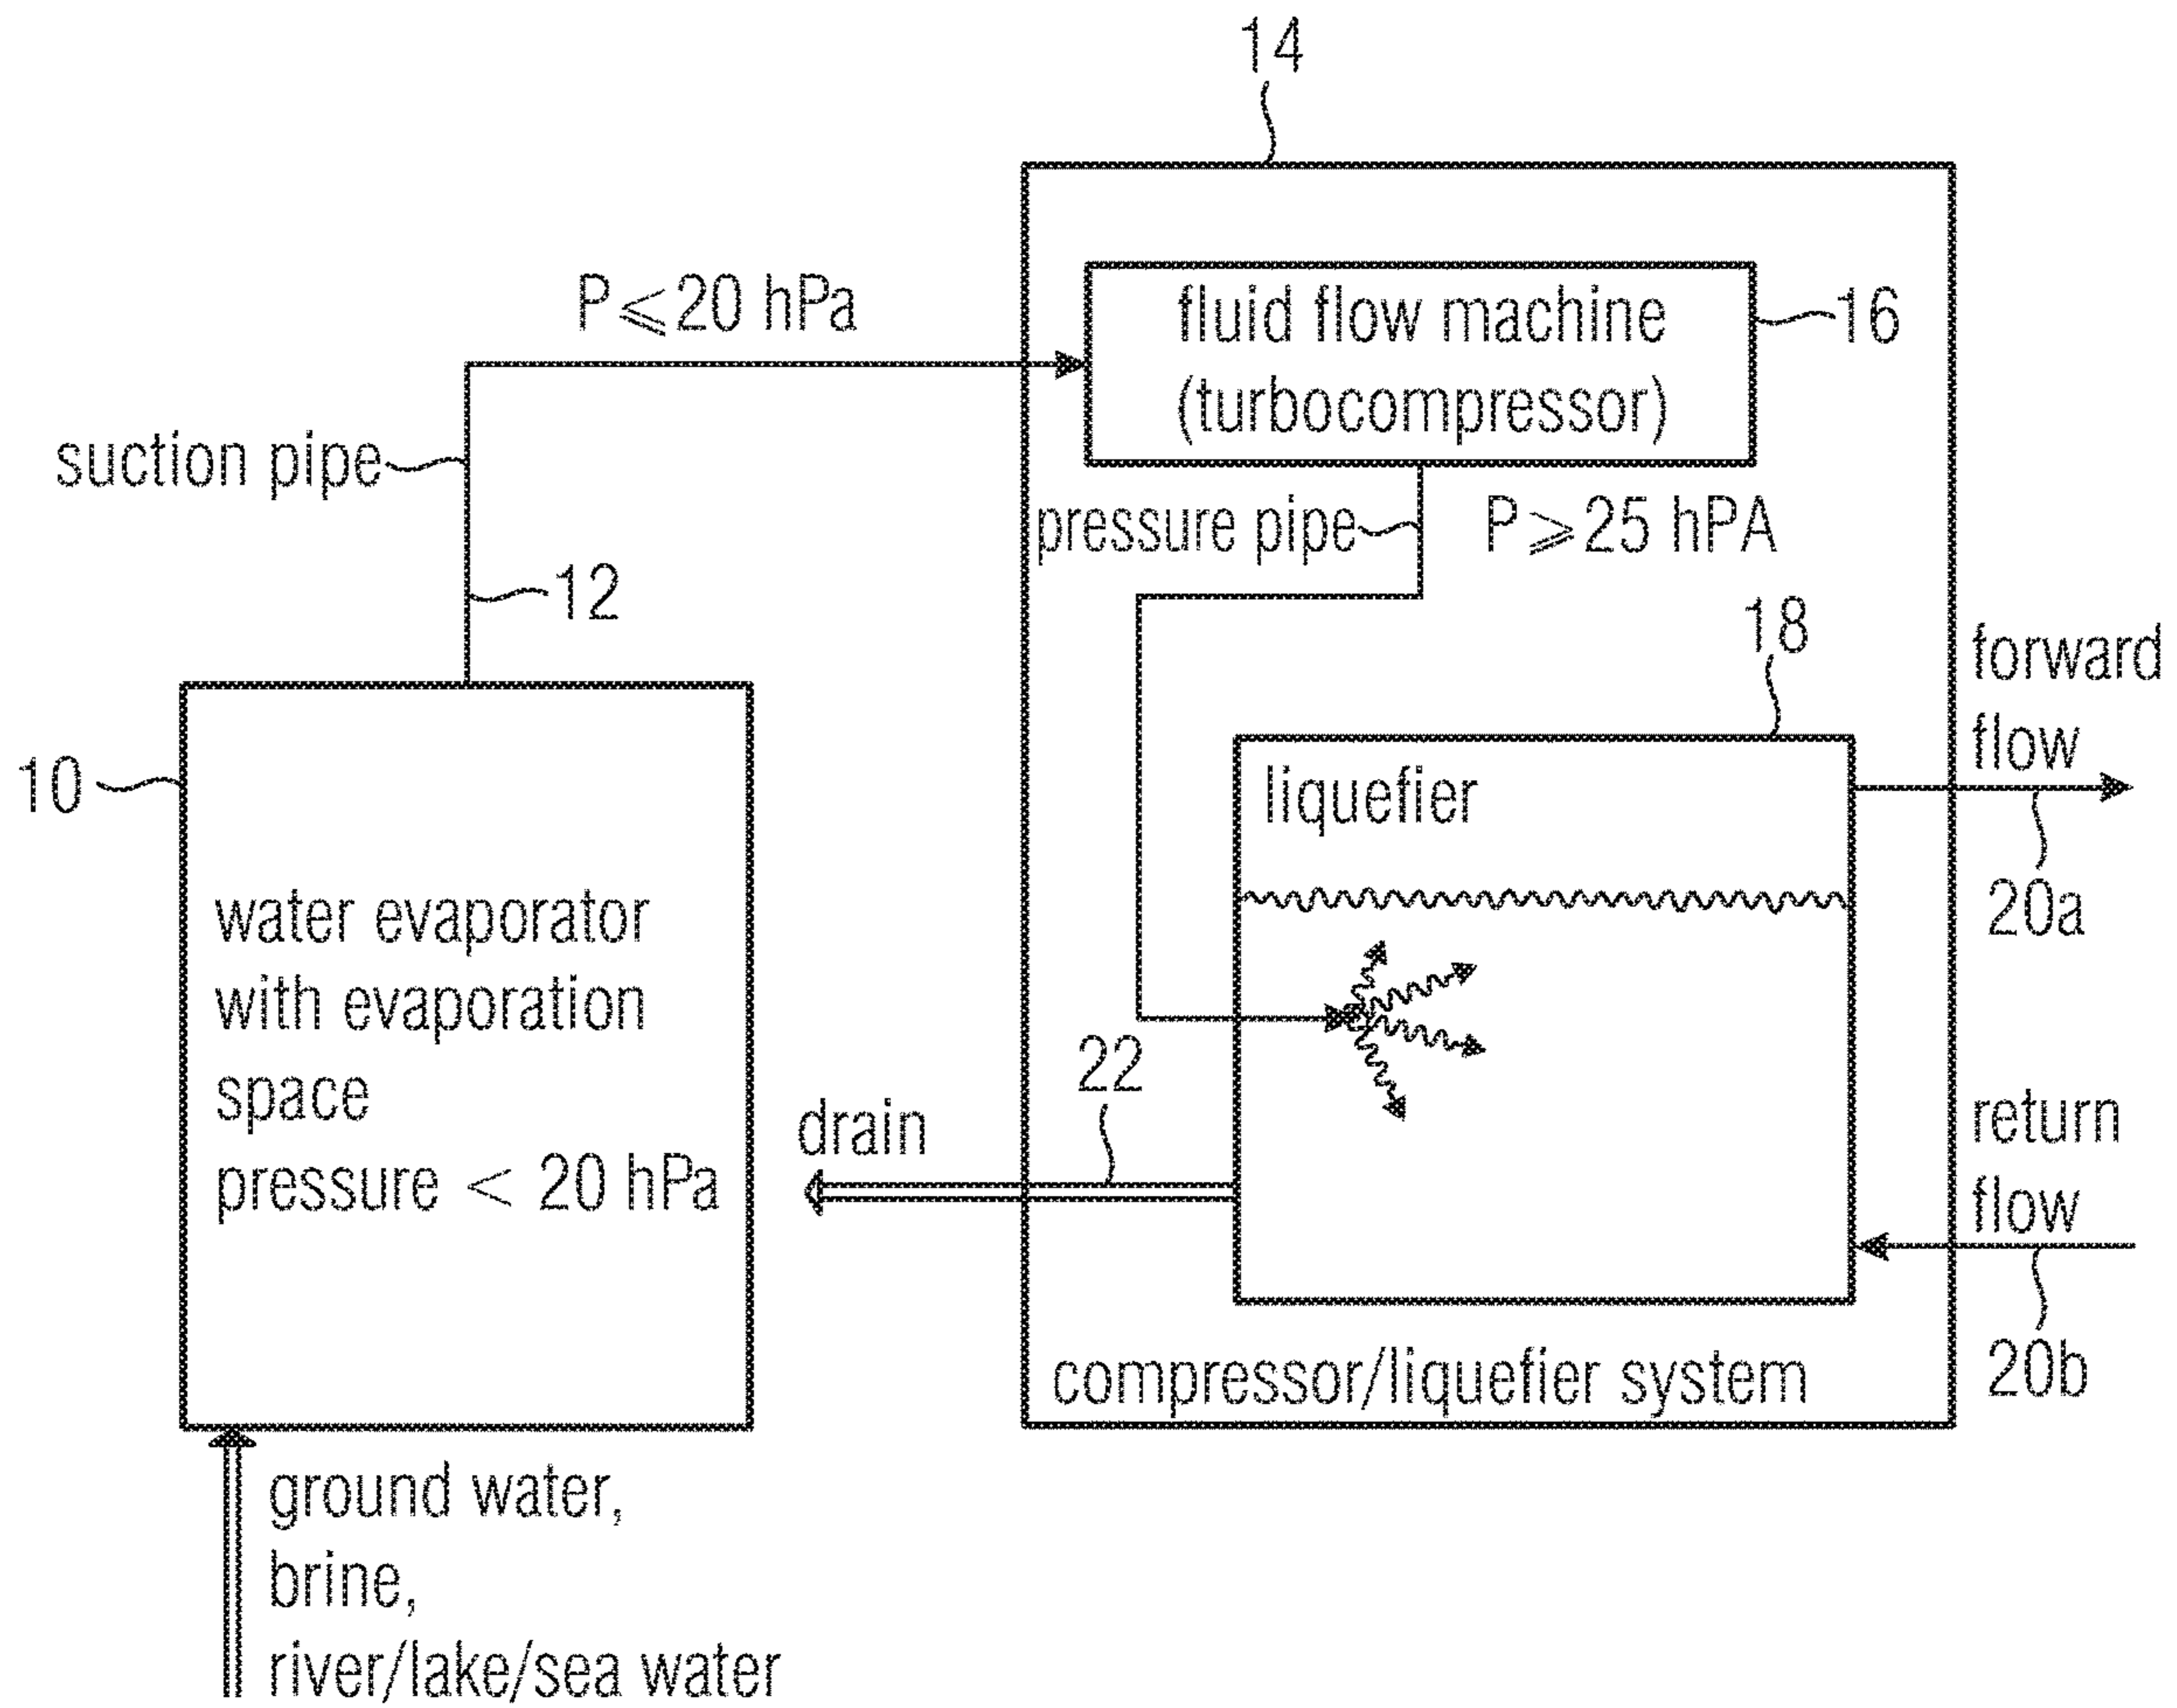 14
P⩽20 hPa
fluid flow machine
(turbocompressor)
16
suction pipe
pressure pipe
P⩾25 hPA
12
18
forward
flow
10
liquefier
20a
water evaporator
with evaporation
space
pressure < 20 hPa
22
drain
return
flow
20b
compressor/liquefier system
ground water,
brine,
river/lake/sea water